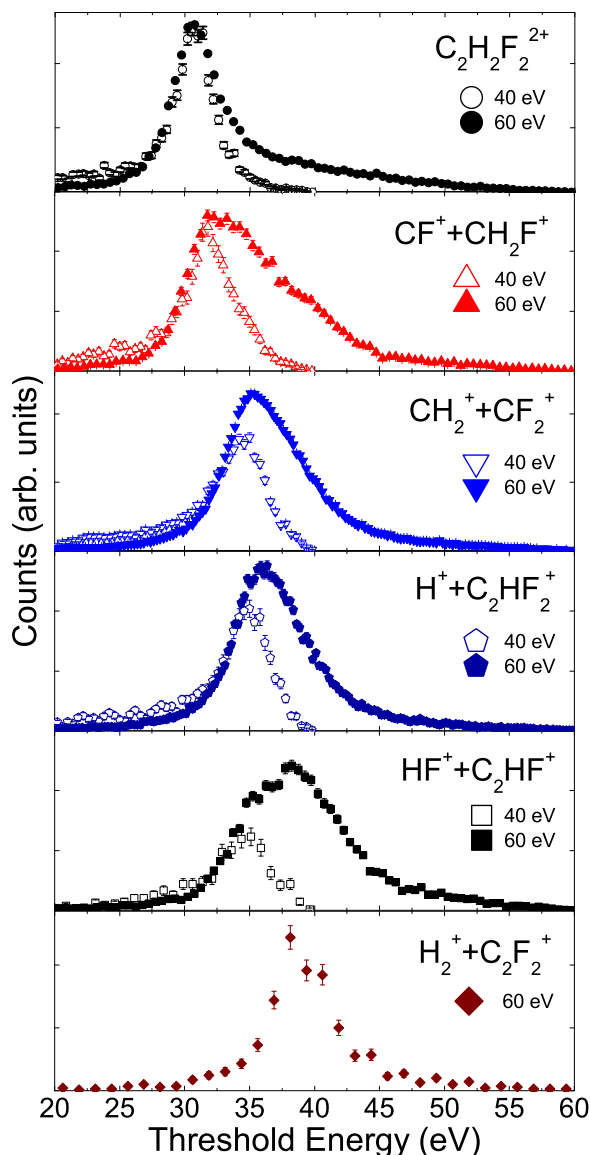 C₂H₂F₂²⁺
40 eV
60 eV
CF⁺+CH₂F⁺
40 eV
60 eV
CH₂⁺+CF₂⁺
40 eV
60 eV
H⁺+C₂HF₂⁺
40 eV
60 eV
HF⁺+C₂HF⁺
40 eV
60 eV
H₂⁺+C₂F₂⁺
60 eV
Counts (arb. units)
20 25 30 35 40 45 50 55 60
Threshold Energy (eV)